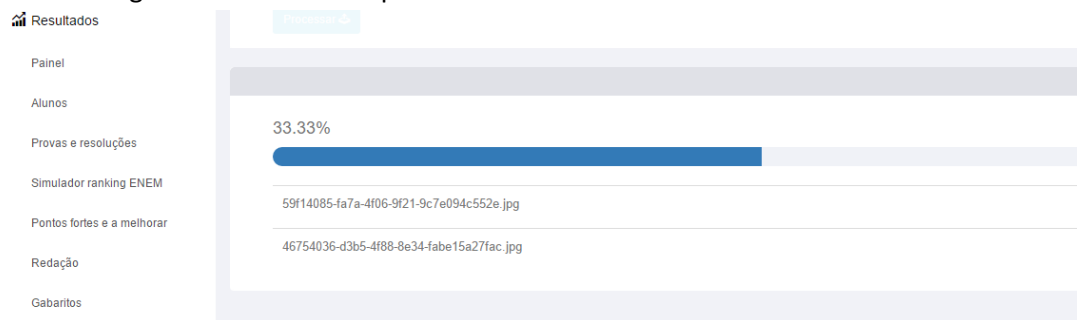 Resultados
Processar
Painel
Alunos
33.33%
Provas e resoluções
Simulador ranking ENEM
59f14085-fa7a-4f06-9f21-9c7e094c552e.jpg
Pontos fortes e a melhorar
46754036-d3b5-4f88-8e34-fabe15a27fac.jpg
Redação
Gabaritos